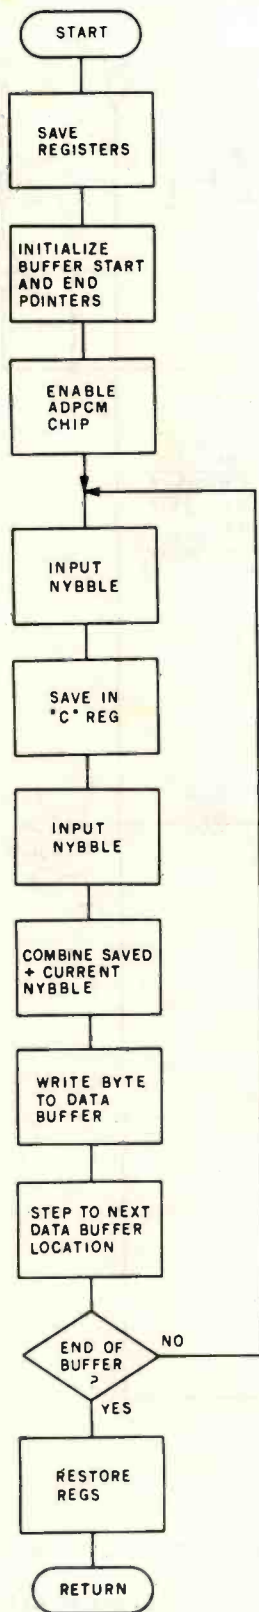 START
SAVE
REGISTERS
INITIALIZE
BUFFER START
AND END
POINTERS
ENABLE
ADPCM
CHIP
INPUT
NYBBLE
SAVE IN
"C" REG
INPUT
NYBBLE
COMBINE SAVED
+ CURRENT
NYBBLE
WRITE BYTE
TO DATA
BUFFER
STEP TO NEXT
DATA BUFFER
LOCATION
END OF
BUFFER
?
NO
YES
RESTORE
REGS
RETURN